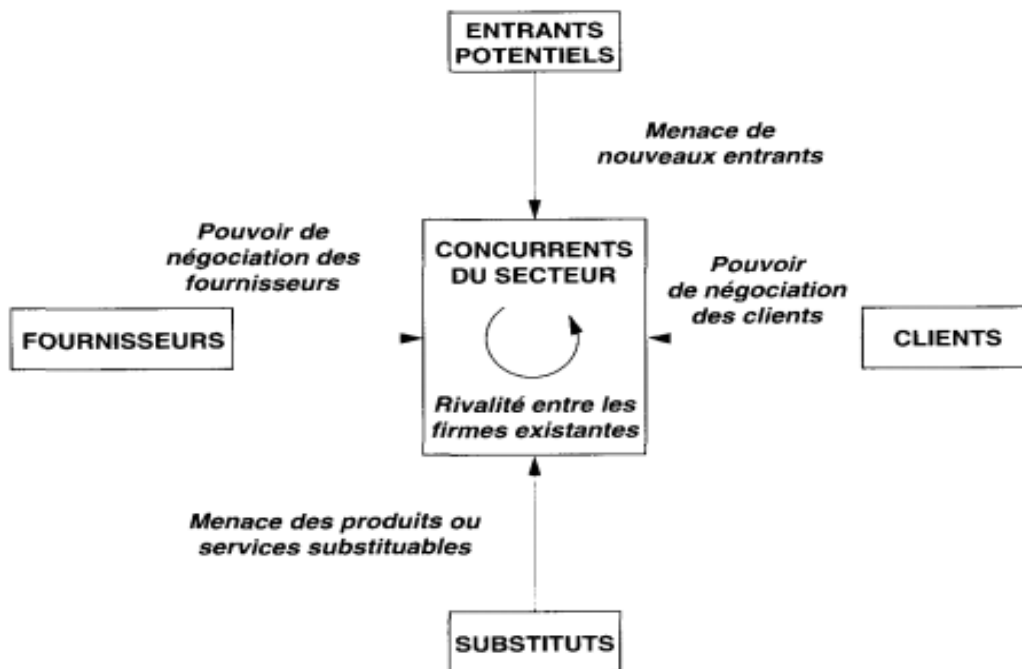 ENTRANTS
POTENTIELS
Menace de
nouveaux entrants
Pouvoir de
négociation des
fournisseurs
CONCURRENTS
DU SECTEUR
Pouvoir
de négociation
des clients
FOURNISSEURS
CLIENTS
Rivalité entre les
firmes existantes
Menace des produits ou
services substituables
SUBSTITUTS